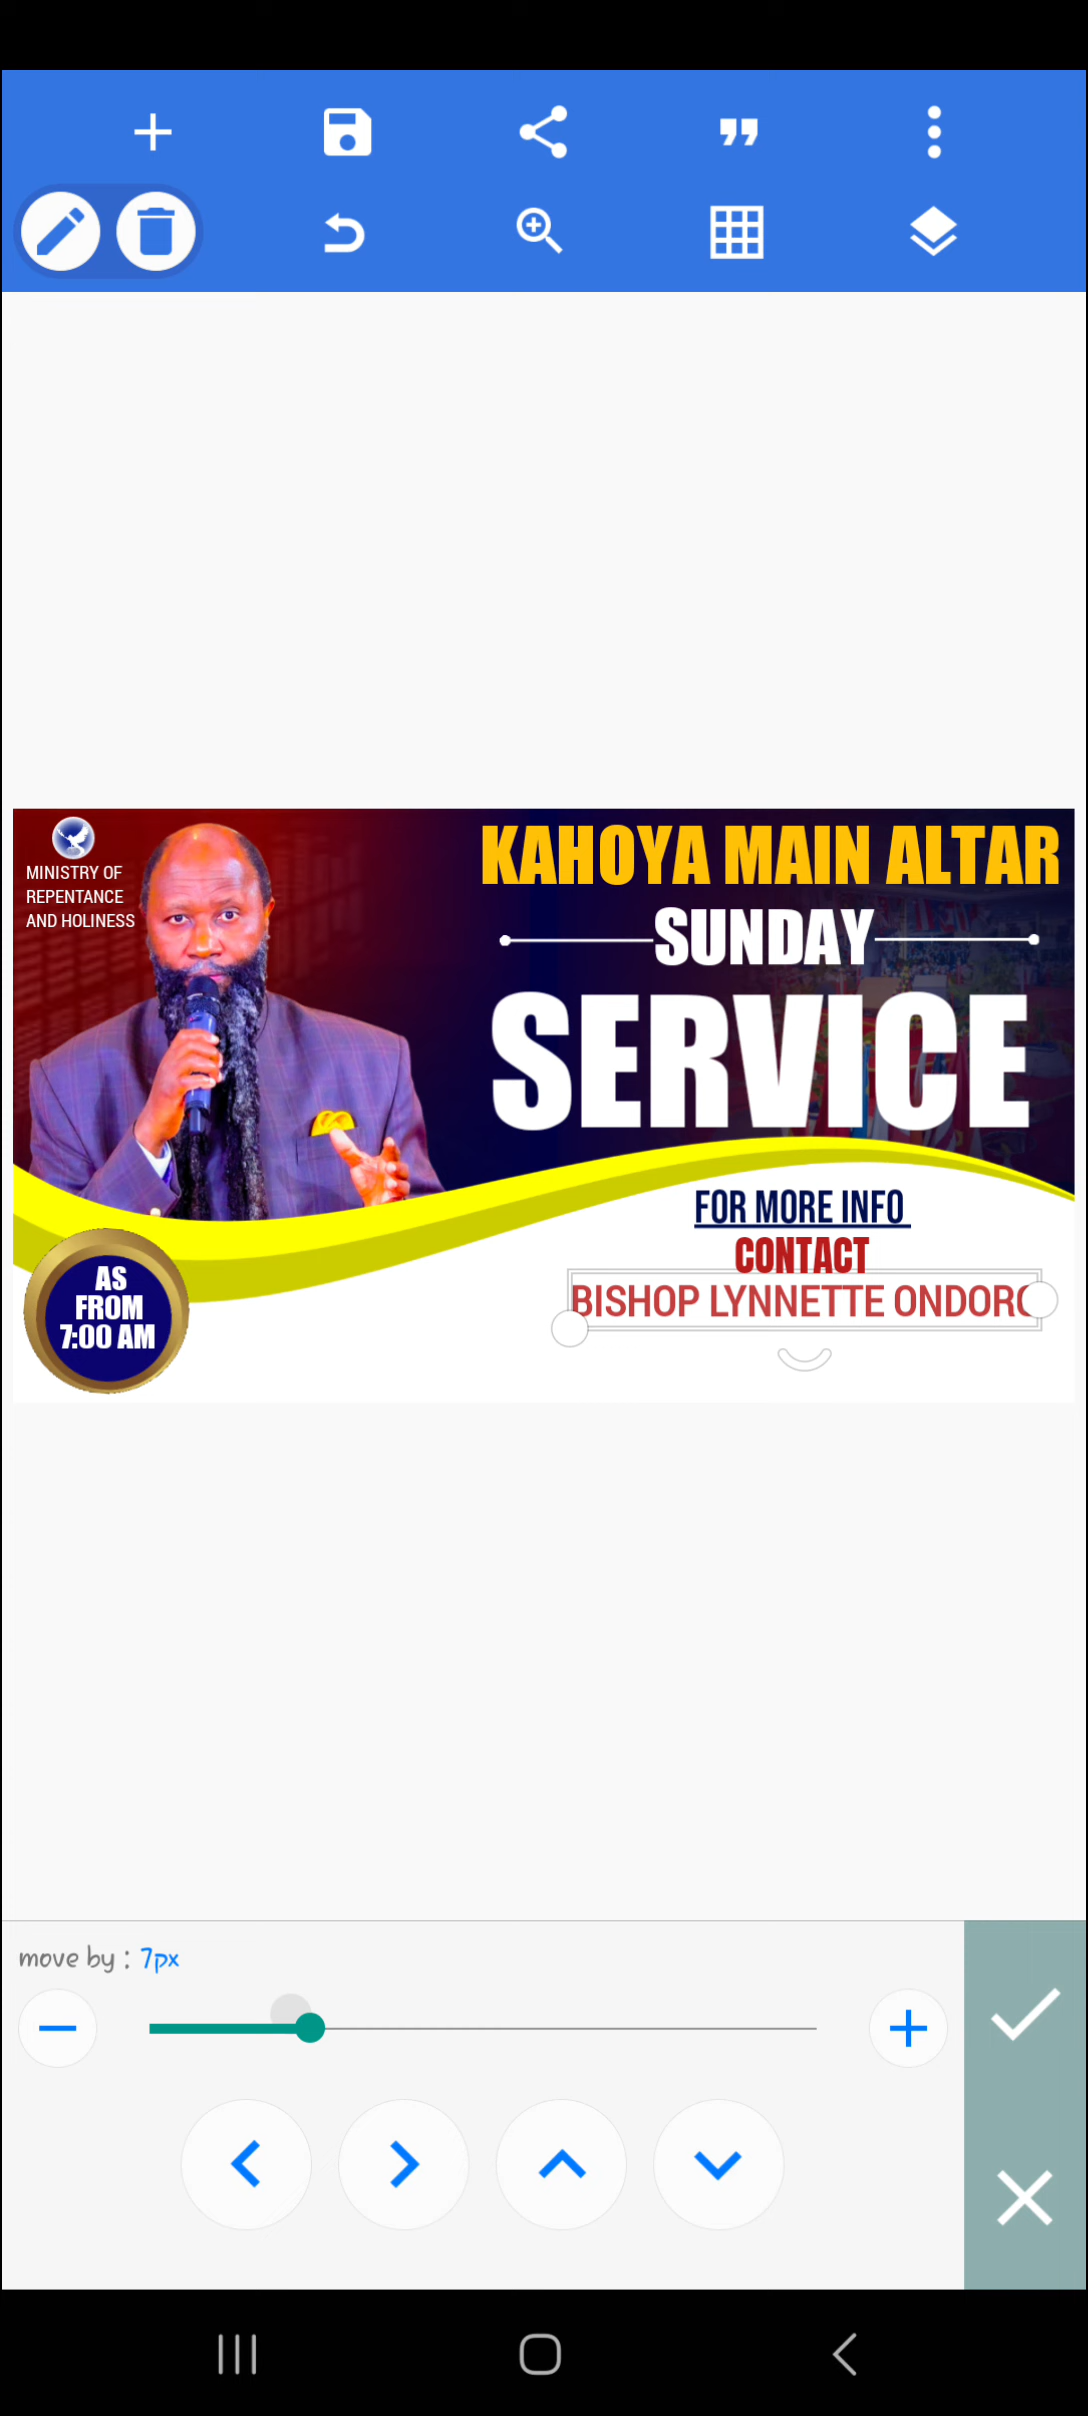 MINISTRY OF
REPENTANCE
AND HOLINESS
KAHOYA MAIN ALTAR
SUNDAY
SERVICE
FOR MORE INFO
CONTACT
BISHOP LYNNETTE
AS
FROM
7:00 AM
move by : 7px